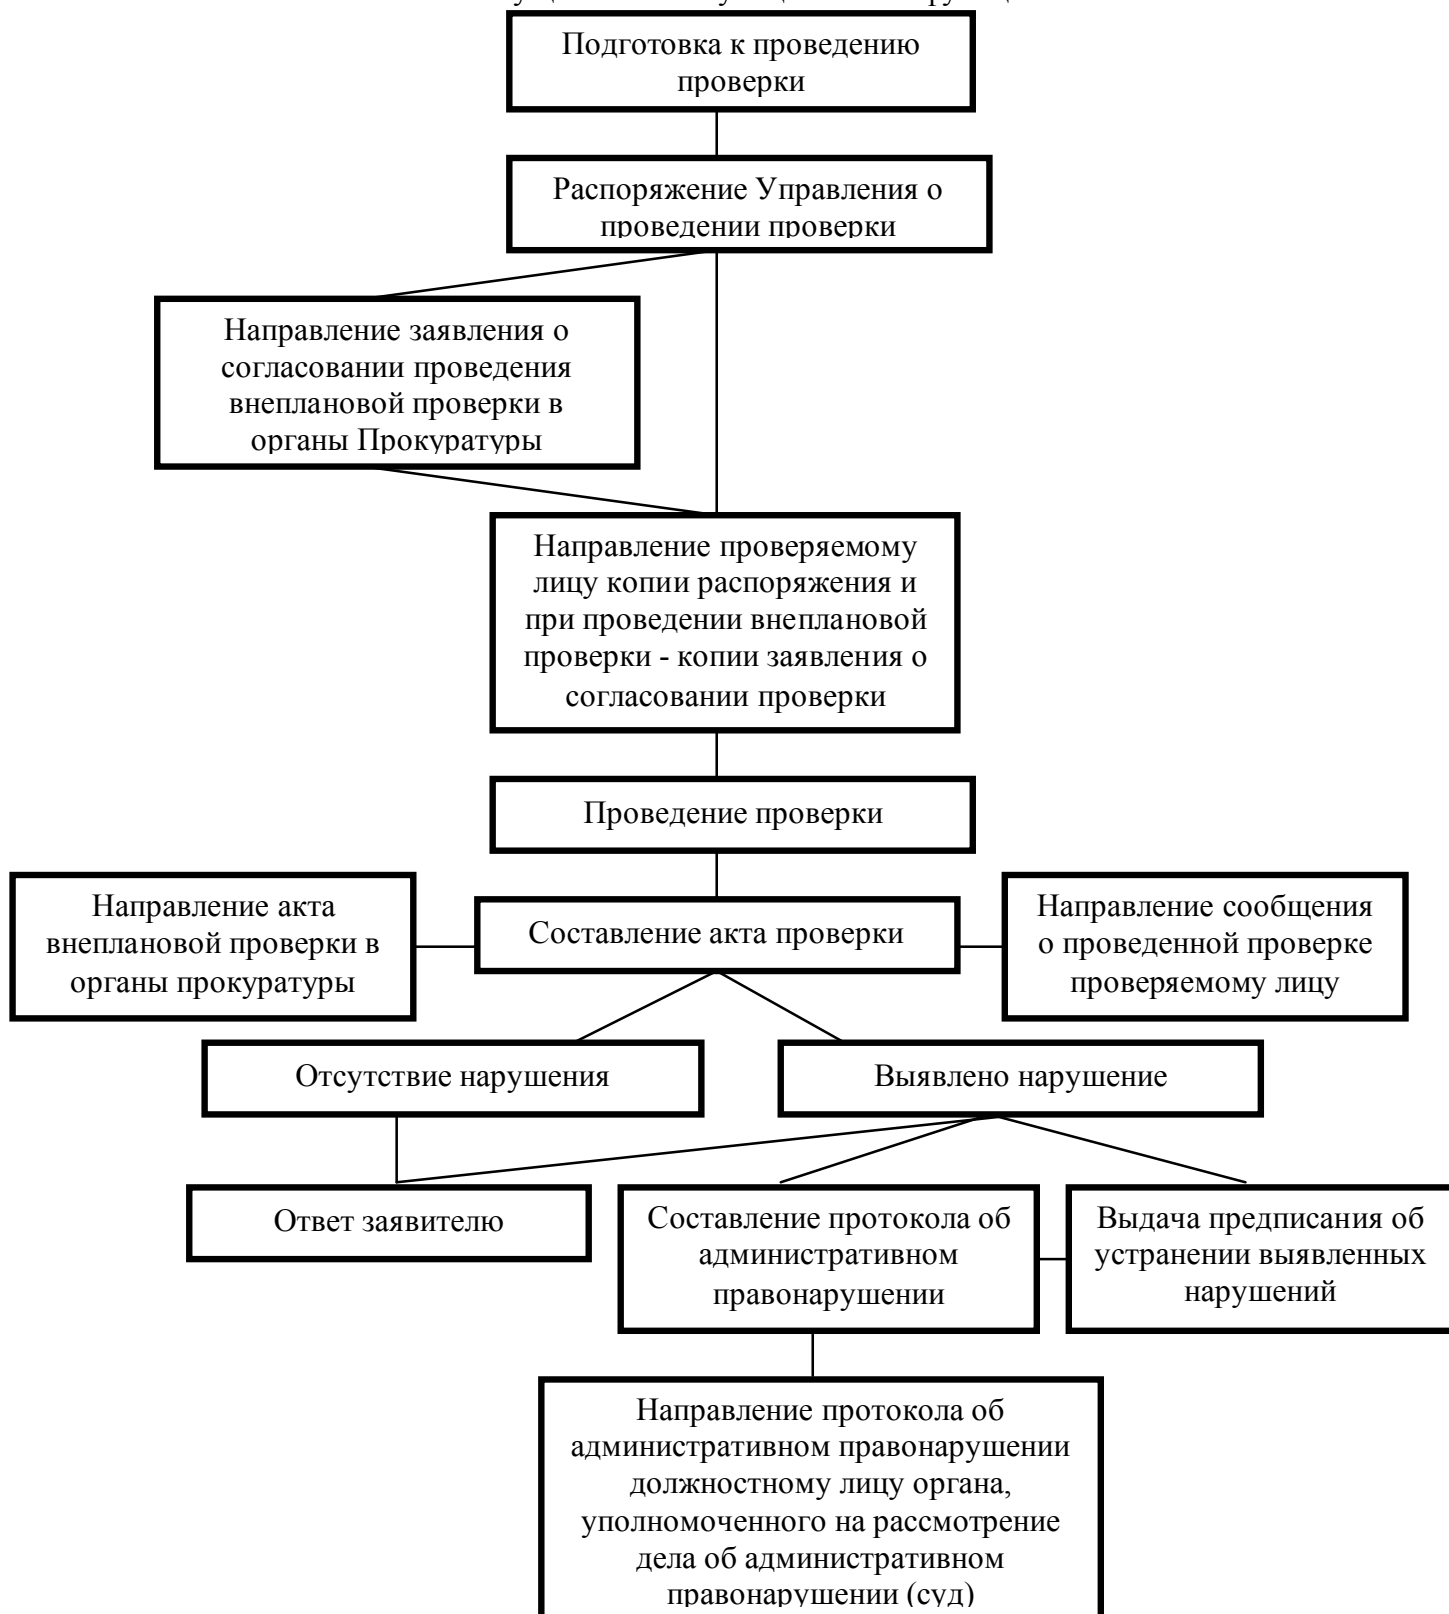 Подготовка к проведению
проверки
Распоряжение Управления о
проведении проверки
Направление заявления о
согласовании проведения
внеплановой проверки в
органы Прокуратуры
Направление проверяемому
лицу копии распоряжения и
при проведении внеплановой
проверки - копии заявления о
согласовании проверки
Проведение проверки
Направление акта
внеплановой проверки в
органы прокуратуры
Составление акта проверки
Направление сообщения
о проведенной проверке
проверяемому лицу
Отсутствие нарушения
Выявлено нарушение
Ответ заявителю
Составление протокола об
административном
правонарушении
Выдача предписания об
устранении выявленных
нарушений
Направление протокола об
административном правонарушении
должностному лицу органа,
уполномоченного на рассмотрение
дела об административном
правонарушении (суд)